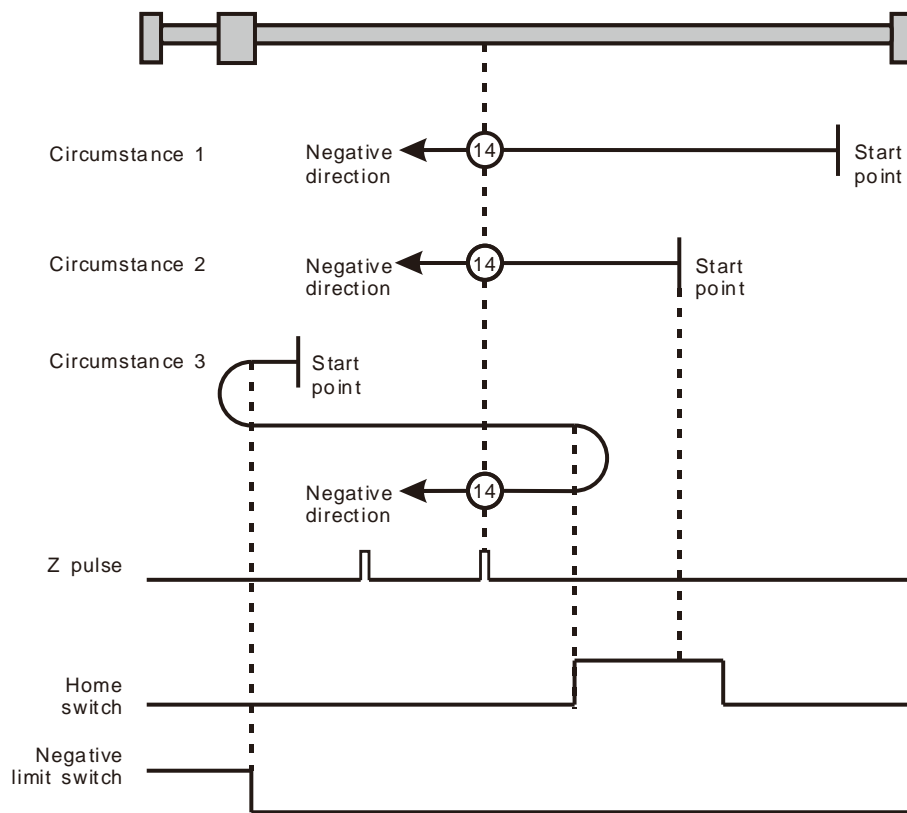 Circumstance 1
Negative
direction
14
Start
point
Circumstance 2
Negative
direction
14
Start
point
Circumstance 3
Start
point
Negative
direction
14
Z pulse
Home
switch
Negative
limit switch